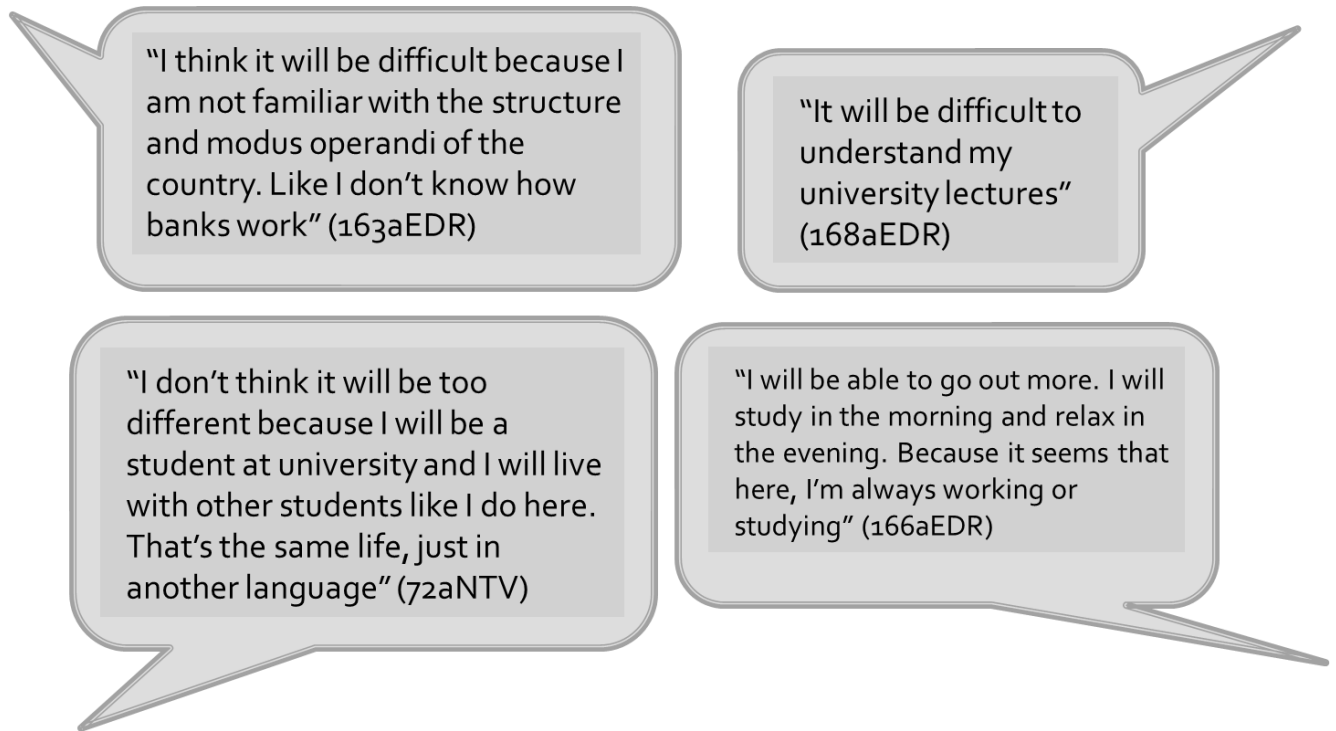 “I think it will be difficult because I
am not familiar with the structure
and modus operandi of the
country. Like I don’t know how
banks work” (163aEDR)
“It will be difficult to
understand my
university lectures”
(168aEDR)
“I don’t think it will be too
different because I will be a
student at university and I will live
with other students like I do here.
That’s the same life, just in
another language” (72aNTV)
“I will be able to go out more. I will
study in the morning and relax in
the evening. Because it seems that
here, I’m always working or
studying” (166aEDR)